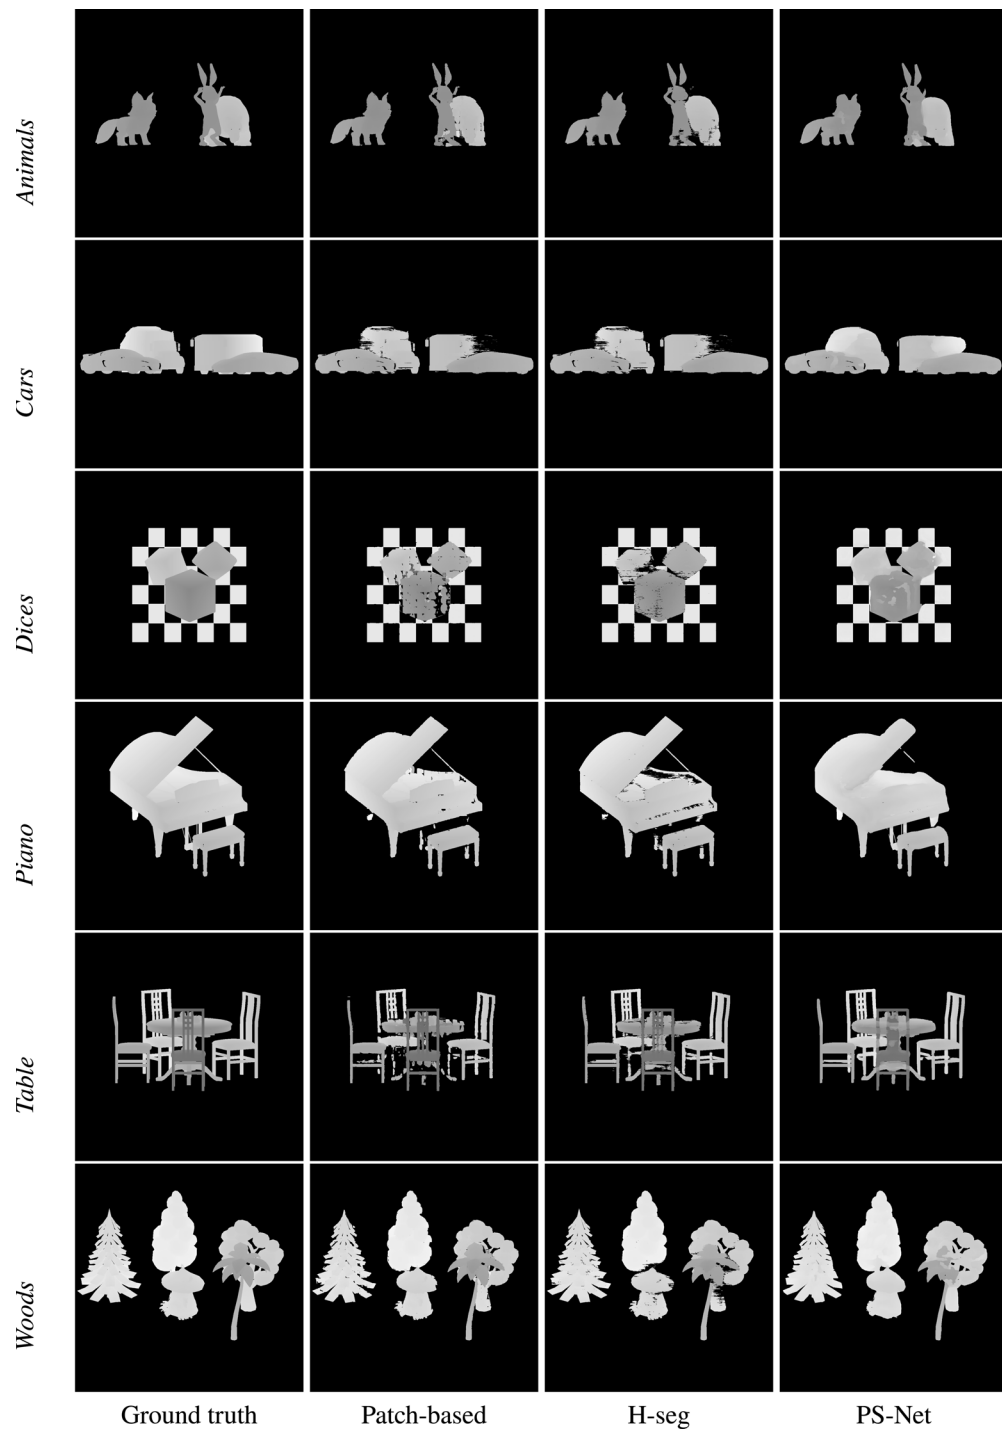 Animals
Cars
Dices
Piano
Table
Woods
Ground truth
Patch-based
H-seg
PS-Net